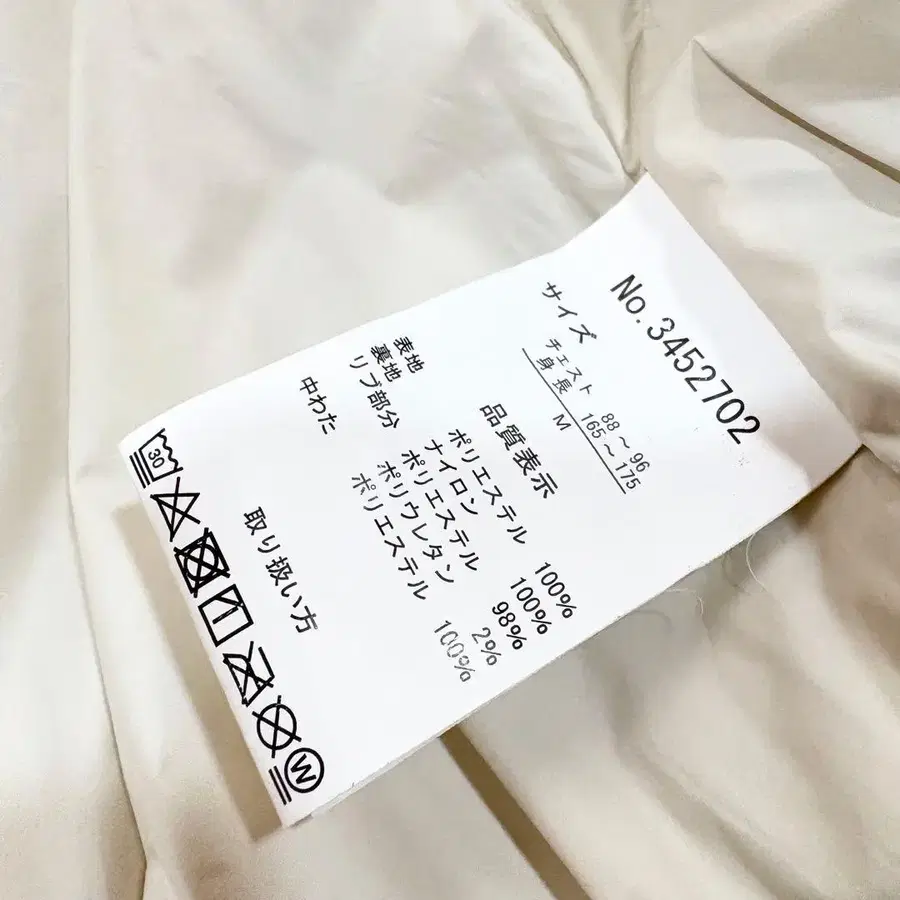 No.3452702
サイズ
チェスト 88～96
身長 165～175
M
品質表示
表地 ポリエステル 100%
裏地 ナイロン 100%
リブ部分 ポリエステル 98%
ポリウレタン 2%
中わた ポリエステル 100%
取り扱い方
30
W